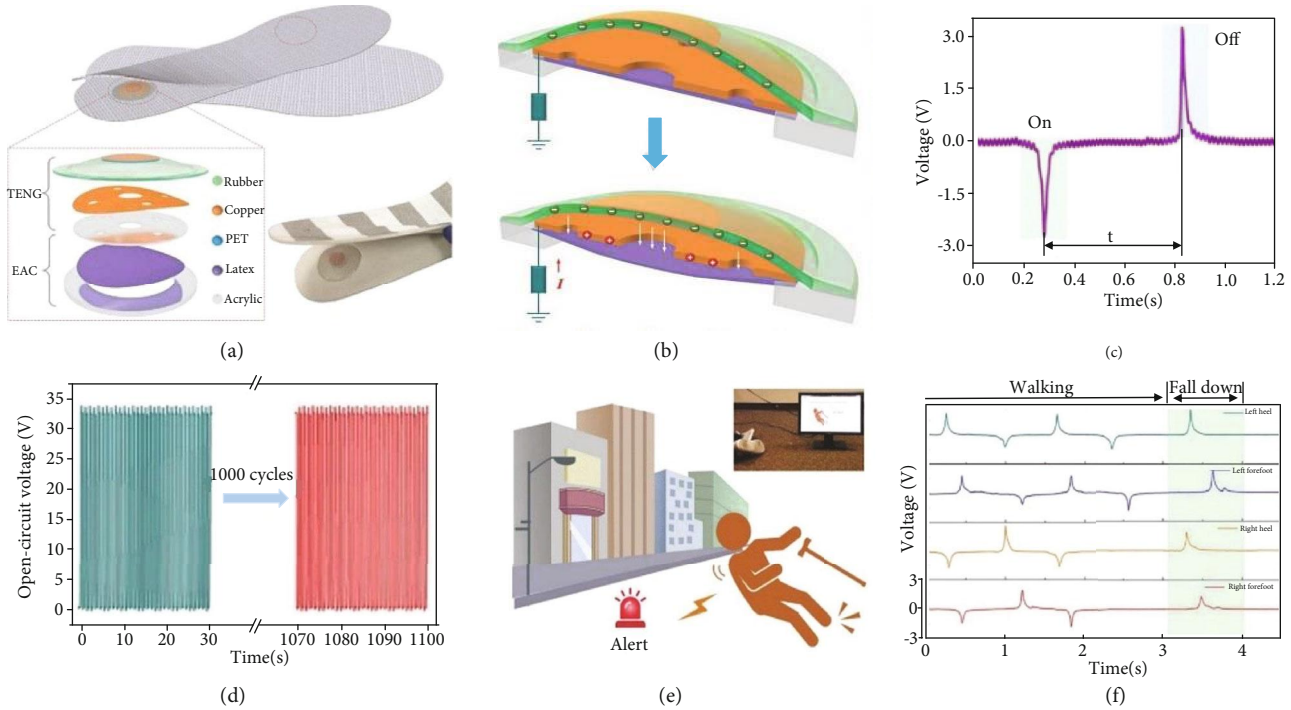 TENG
EAC
Rubber
Copper
PET
Latex
Acrylic
(a)
I
(b)
Voltage (V)
3.0
1.5
0.0
-1.5
-3.0
On
Off
t
0.0 0.2 0.4 0.6 0.8 1.0 1.2
Time(s)
(c)
Open-circuit voltage (V)
35
30
25
20
15
10
5
0
1000 cycles
0 10 20 30 1070 1080 1090 1100
Time(s)
(d)
Alert
(e)
Walking Fall down
Left heel
Left forefoot
Right heel
Right forefoot
Voltage (V)
3
0
-3
0 1 2 3 4
Time(s)
(f)